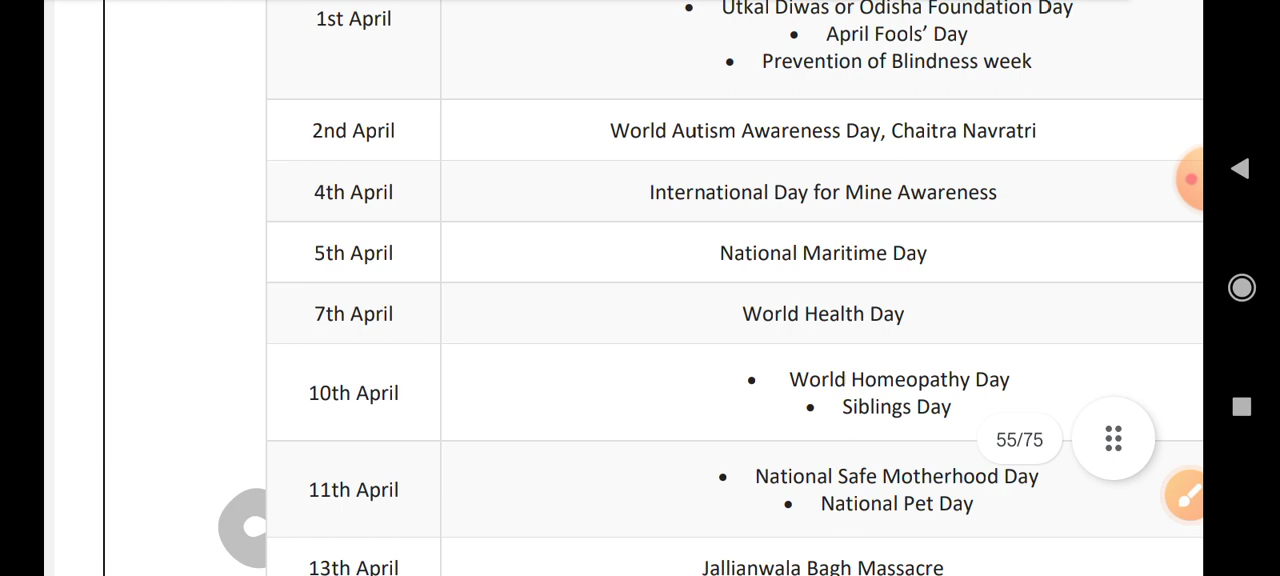 1st April
• Utkal Diwas or Odisha Foundation Day
• April Fools’ Day
• Prevention of Blindness week
2nd April World Autism Awareness Day, Chaitra Navratri
4th April International Day for Mine Awareness
5th April National Maritime Day
7th April World Health Day
10th April
• World Homeopathy Day
• Siblings Day
55/75
11th April
• National Safe Motherhood Day
• National Pet Day
13th April Jallianwala Bagh Massacre